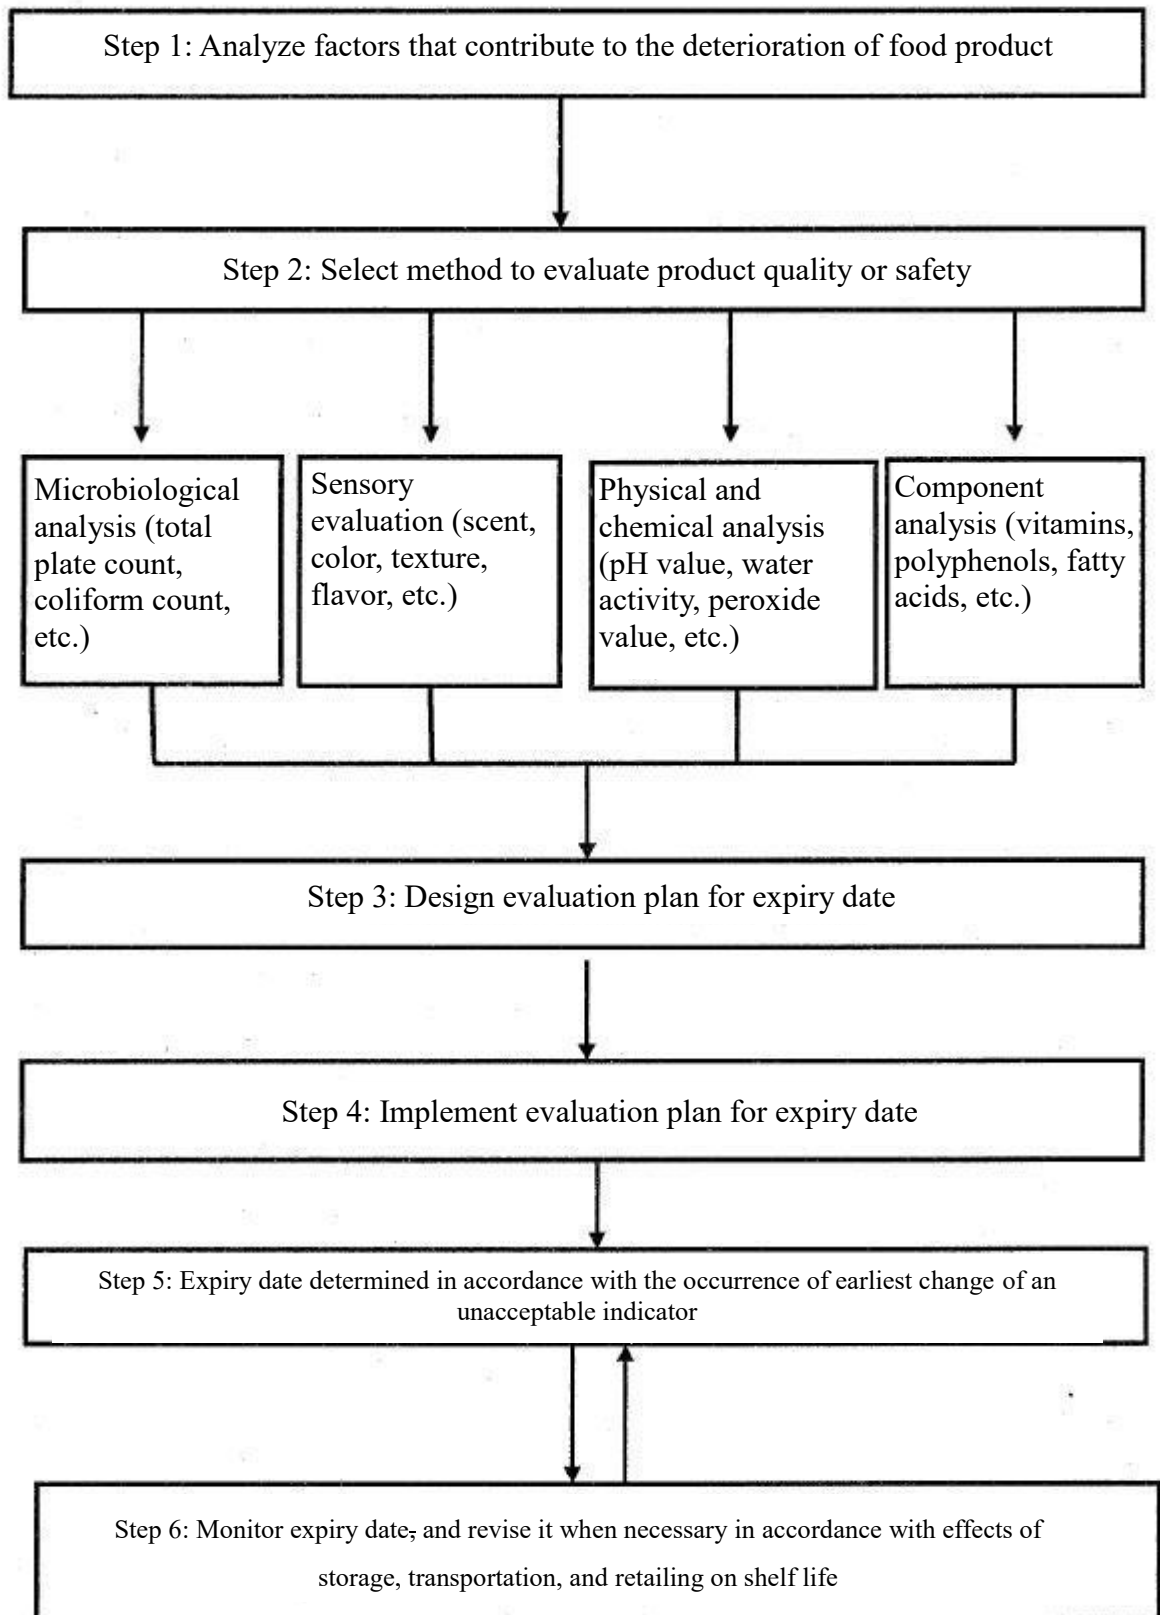 Step 1: Analyze factors that contribute to the deterioration of food product
Step 2: Select method to evaluate product quality or safety
Microbiological
analysis (total
plate count,
coliform count,
etc.)
Sensory
evaluation (scent,
color, texture,
flavor, etc.)
Physical and
chemical analysis
(pH value, water
activity, peroxide
value, etc.)
Component
analysis (vitamins,
polyphenols, fatty
acids, etc.)
Step 3: Design evaluation plan for expiry date
Step 4: Implement evaluation plan for expiry date
Step 5: Expiry date determined in accordance with the occurrence of earliest change of an
unacceptable indicator
Step 6: Monitor expiry date, and revise it when necessary in accordance with effects of
storage, transportation, and retailing on shelf life